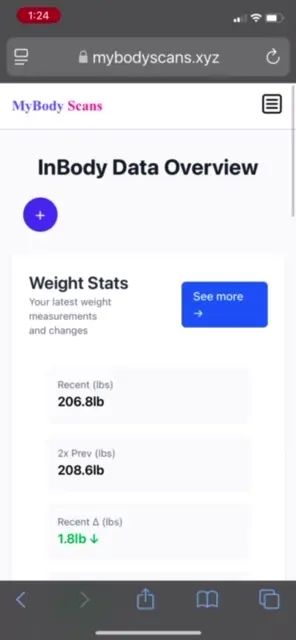 1:24
mybodyscans.xyz
MyBody Scans
InBody Data Overview
+
Weight Stats
Your latest weight
measurements
and changes
See more
→
Recent (lbs)
206.8lb
2x Prev (lbs)
208.6lb
Recent Δ (lbs)
1.8lb ↓